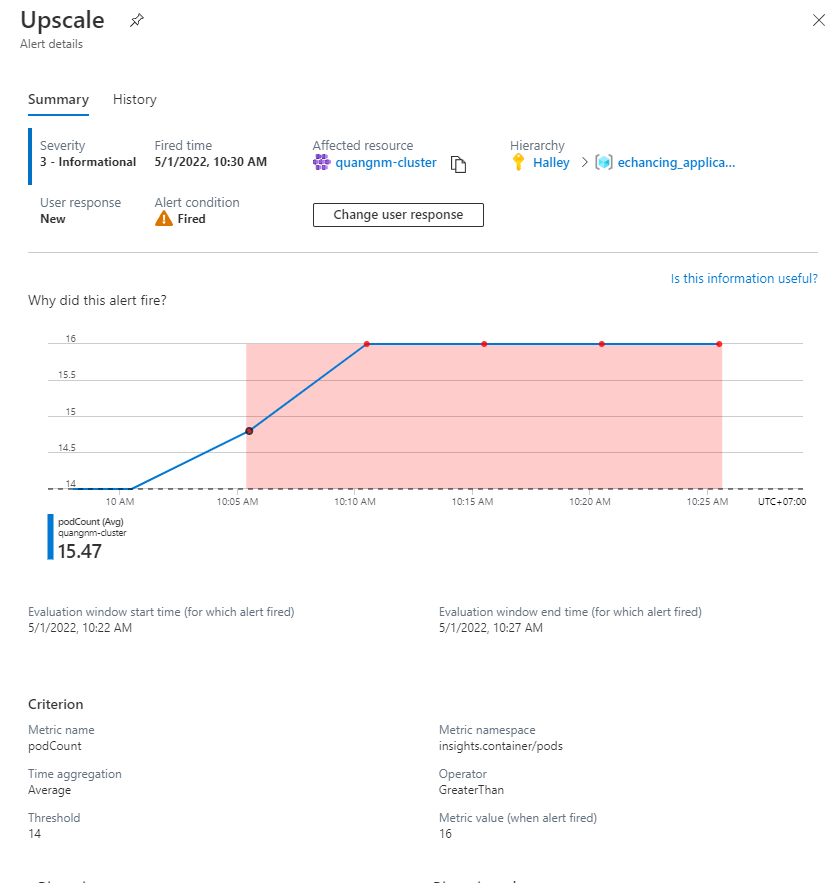 Upscale
Alert details
Summary
History
Severity
3 - Informational
Fired time
5/1/2022, 10:30 AM
Affected resource
quangnm-cluster
Hierarchy
Halley > echancing_applica...
User response
New
Alert condition
Fired
Change user response
Is this information useful?
Why did this alert fire?
16
15.5
15
14.5
14
10 AM
10:05 AM
10:10 AM
10:15 AM
10:20 AM
10:25 AM
UTC+07:00
podCount (Avg)
quangnm-cluster
15.47
Evaluation window start time (for which alert fired)
5/1/2022, 10:22 AM
Evaluation window end time (for which alert fired)
5/1/2022, 10:27 AM
Criterion
Metric name
podCount
Metric namespace
insights.container/pods
Time aggregation
Average
Operator
GreaterThan
Threshold
14
Metric value (when alert fired)
16